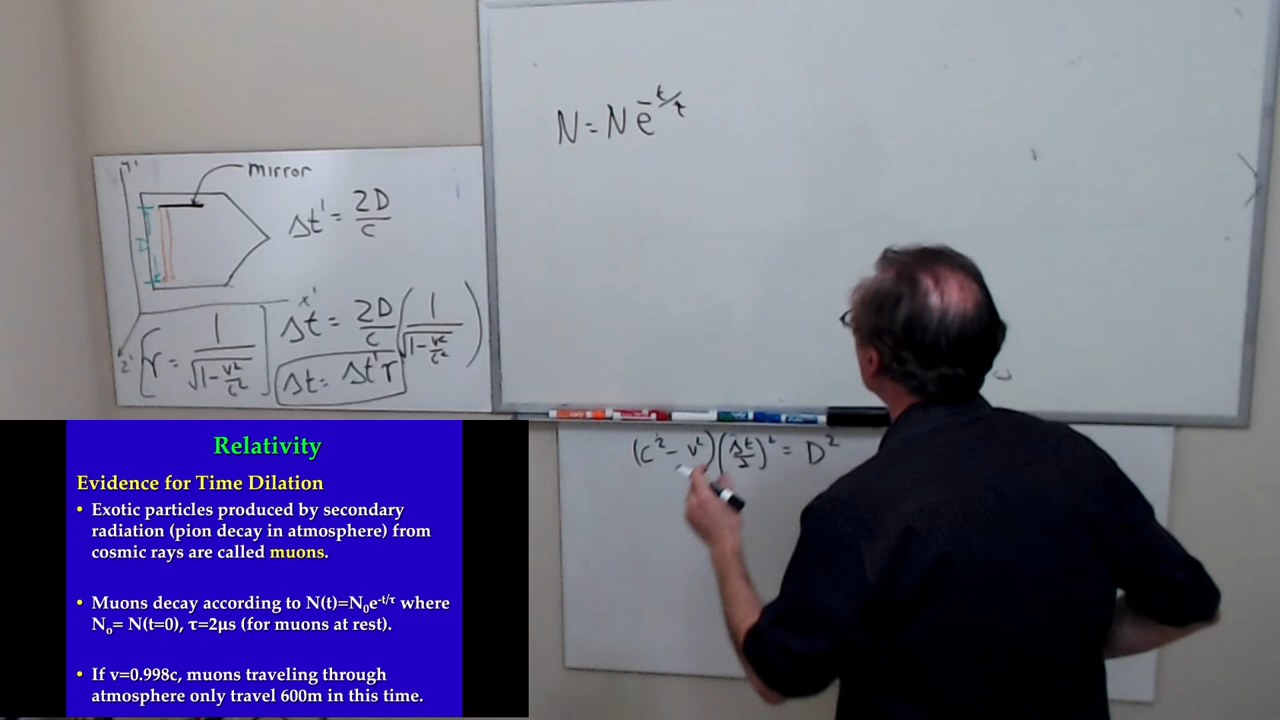 N = N e^-t/τ
mirror
Δt' = 2D/c
D
x'
z'
γ = 1/√(1-v²/c²)
Δt = 2D/c (1/√(1-v²/c²))
Δt = Δt'γ
(c² - v²)(Δt/2)² = D²
Relativity
Evidence for Time Dilation
• Exotic particles produced by secondary
radiation (pion decay in atmosphere) from
cosmic rays are called muons.
• Muons decay according to N(t)=N₀e^-t/τ where
Nₒ= N(t=0), τ=2μs (for muons at rest).
• If v=0.998c, muons traveling through
atmosphere only travel 600m in this time.